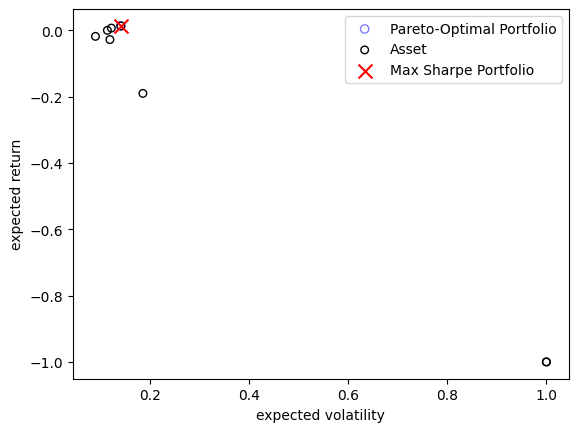 Pareto-Optimal Portfolio
Asset
Max Sharpe Portfolio
0.0
−0.2
−0.4
−0.6
−0.8
−1.0
expected return
0.2
0.4
0.6
0.8
1.0
expected volatility